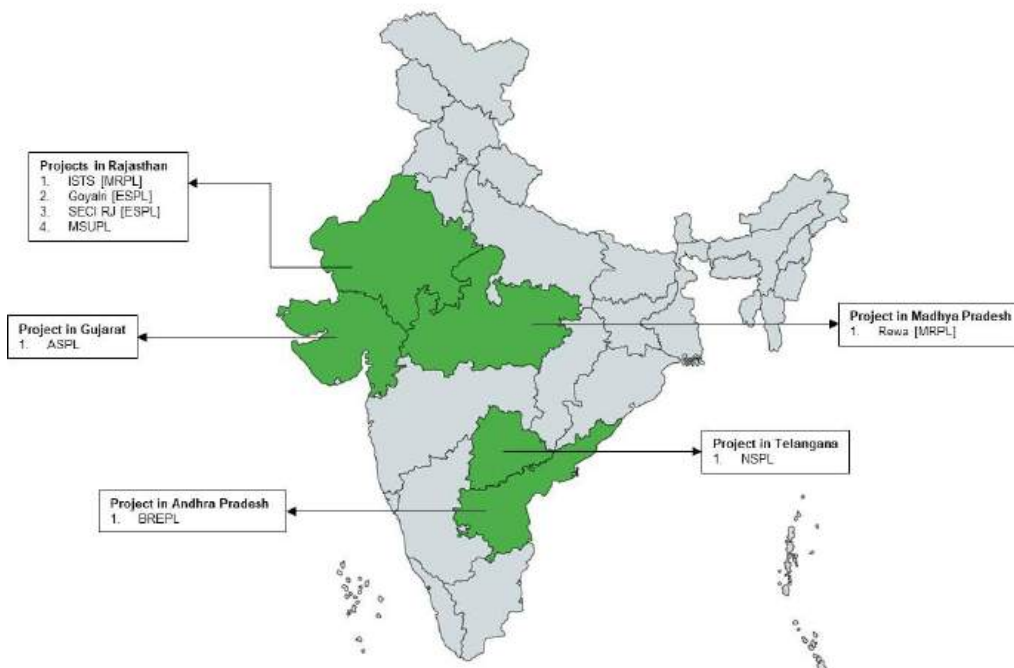 Projects in Rajasthan
1. ISTS [MRPL]
2. Goyalri [ESPL]
3. SECI RJ [ESPL]
4. MSUPL
Project in Gujarat
1. ASPL
Project in Madhya Pradesh
1. Rewa [MRPL]
Project in Telangana
1. NSPL
Project in Andhra Pradesh
1. BREPL